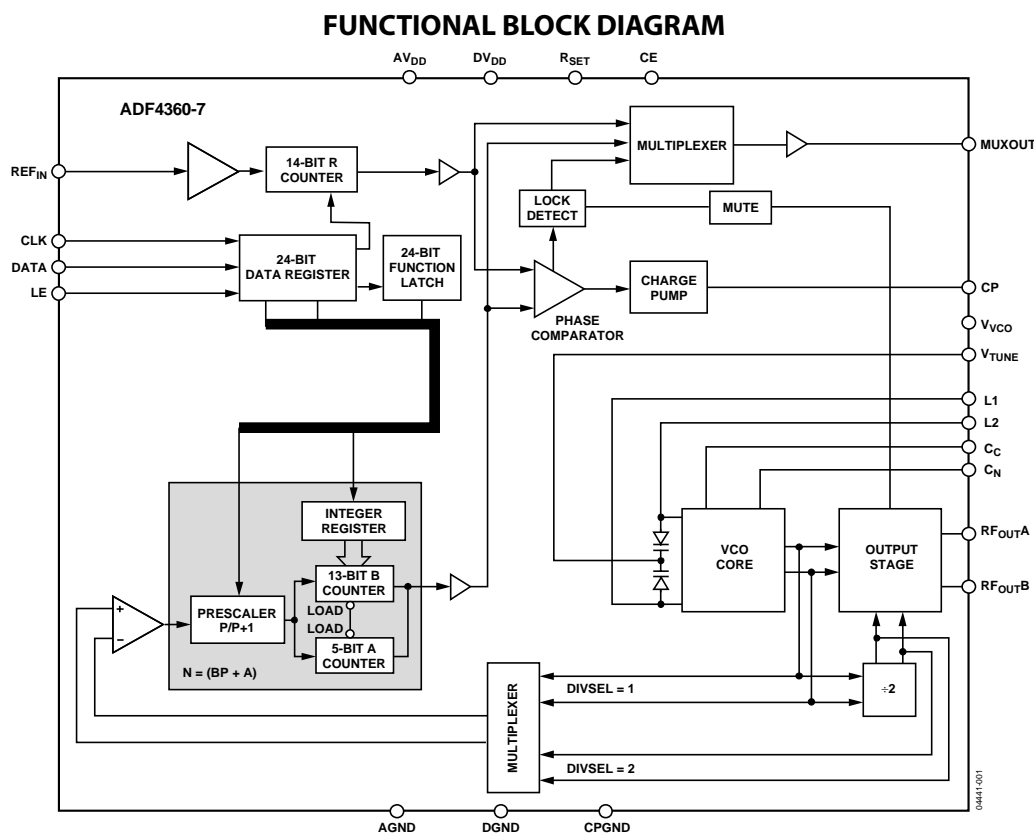 FUNCTIONAL BLOCK DIAGRAM
AVDD
DVDD
RSET
CE
ADF4360-7
REFIN
14-BIT R
COUNTER
MULTIPLEXER
MUXOUT
LOCK
DETECT
MUTE
CLK
DATA
LE
24-BIT
DATA REGISTER
24-BIT
FUNCTION
LATCH
PHASE
COMPARATOR
CHARGE
PUMP
CP
VVCO
VTUNE
L1
L2
CC
CN
INTEGER
REGISTER
13-BIT B
COUNTER
LOAD
LOAD
5-BIT A
COUNTER
PRESCALER
P/P+1
+
−
N = (BP + A)
VCO
CORE
OUTPUT
STAGE
RFOUTA
RFOUTB
MULTIPLEXER
DIVSEL = 1
DIVSEL = 2
÷2
04441-001
AGND
DGND
CPGND